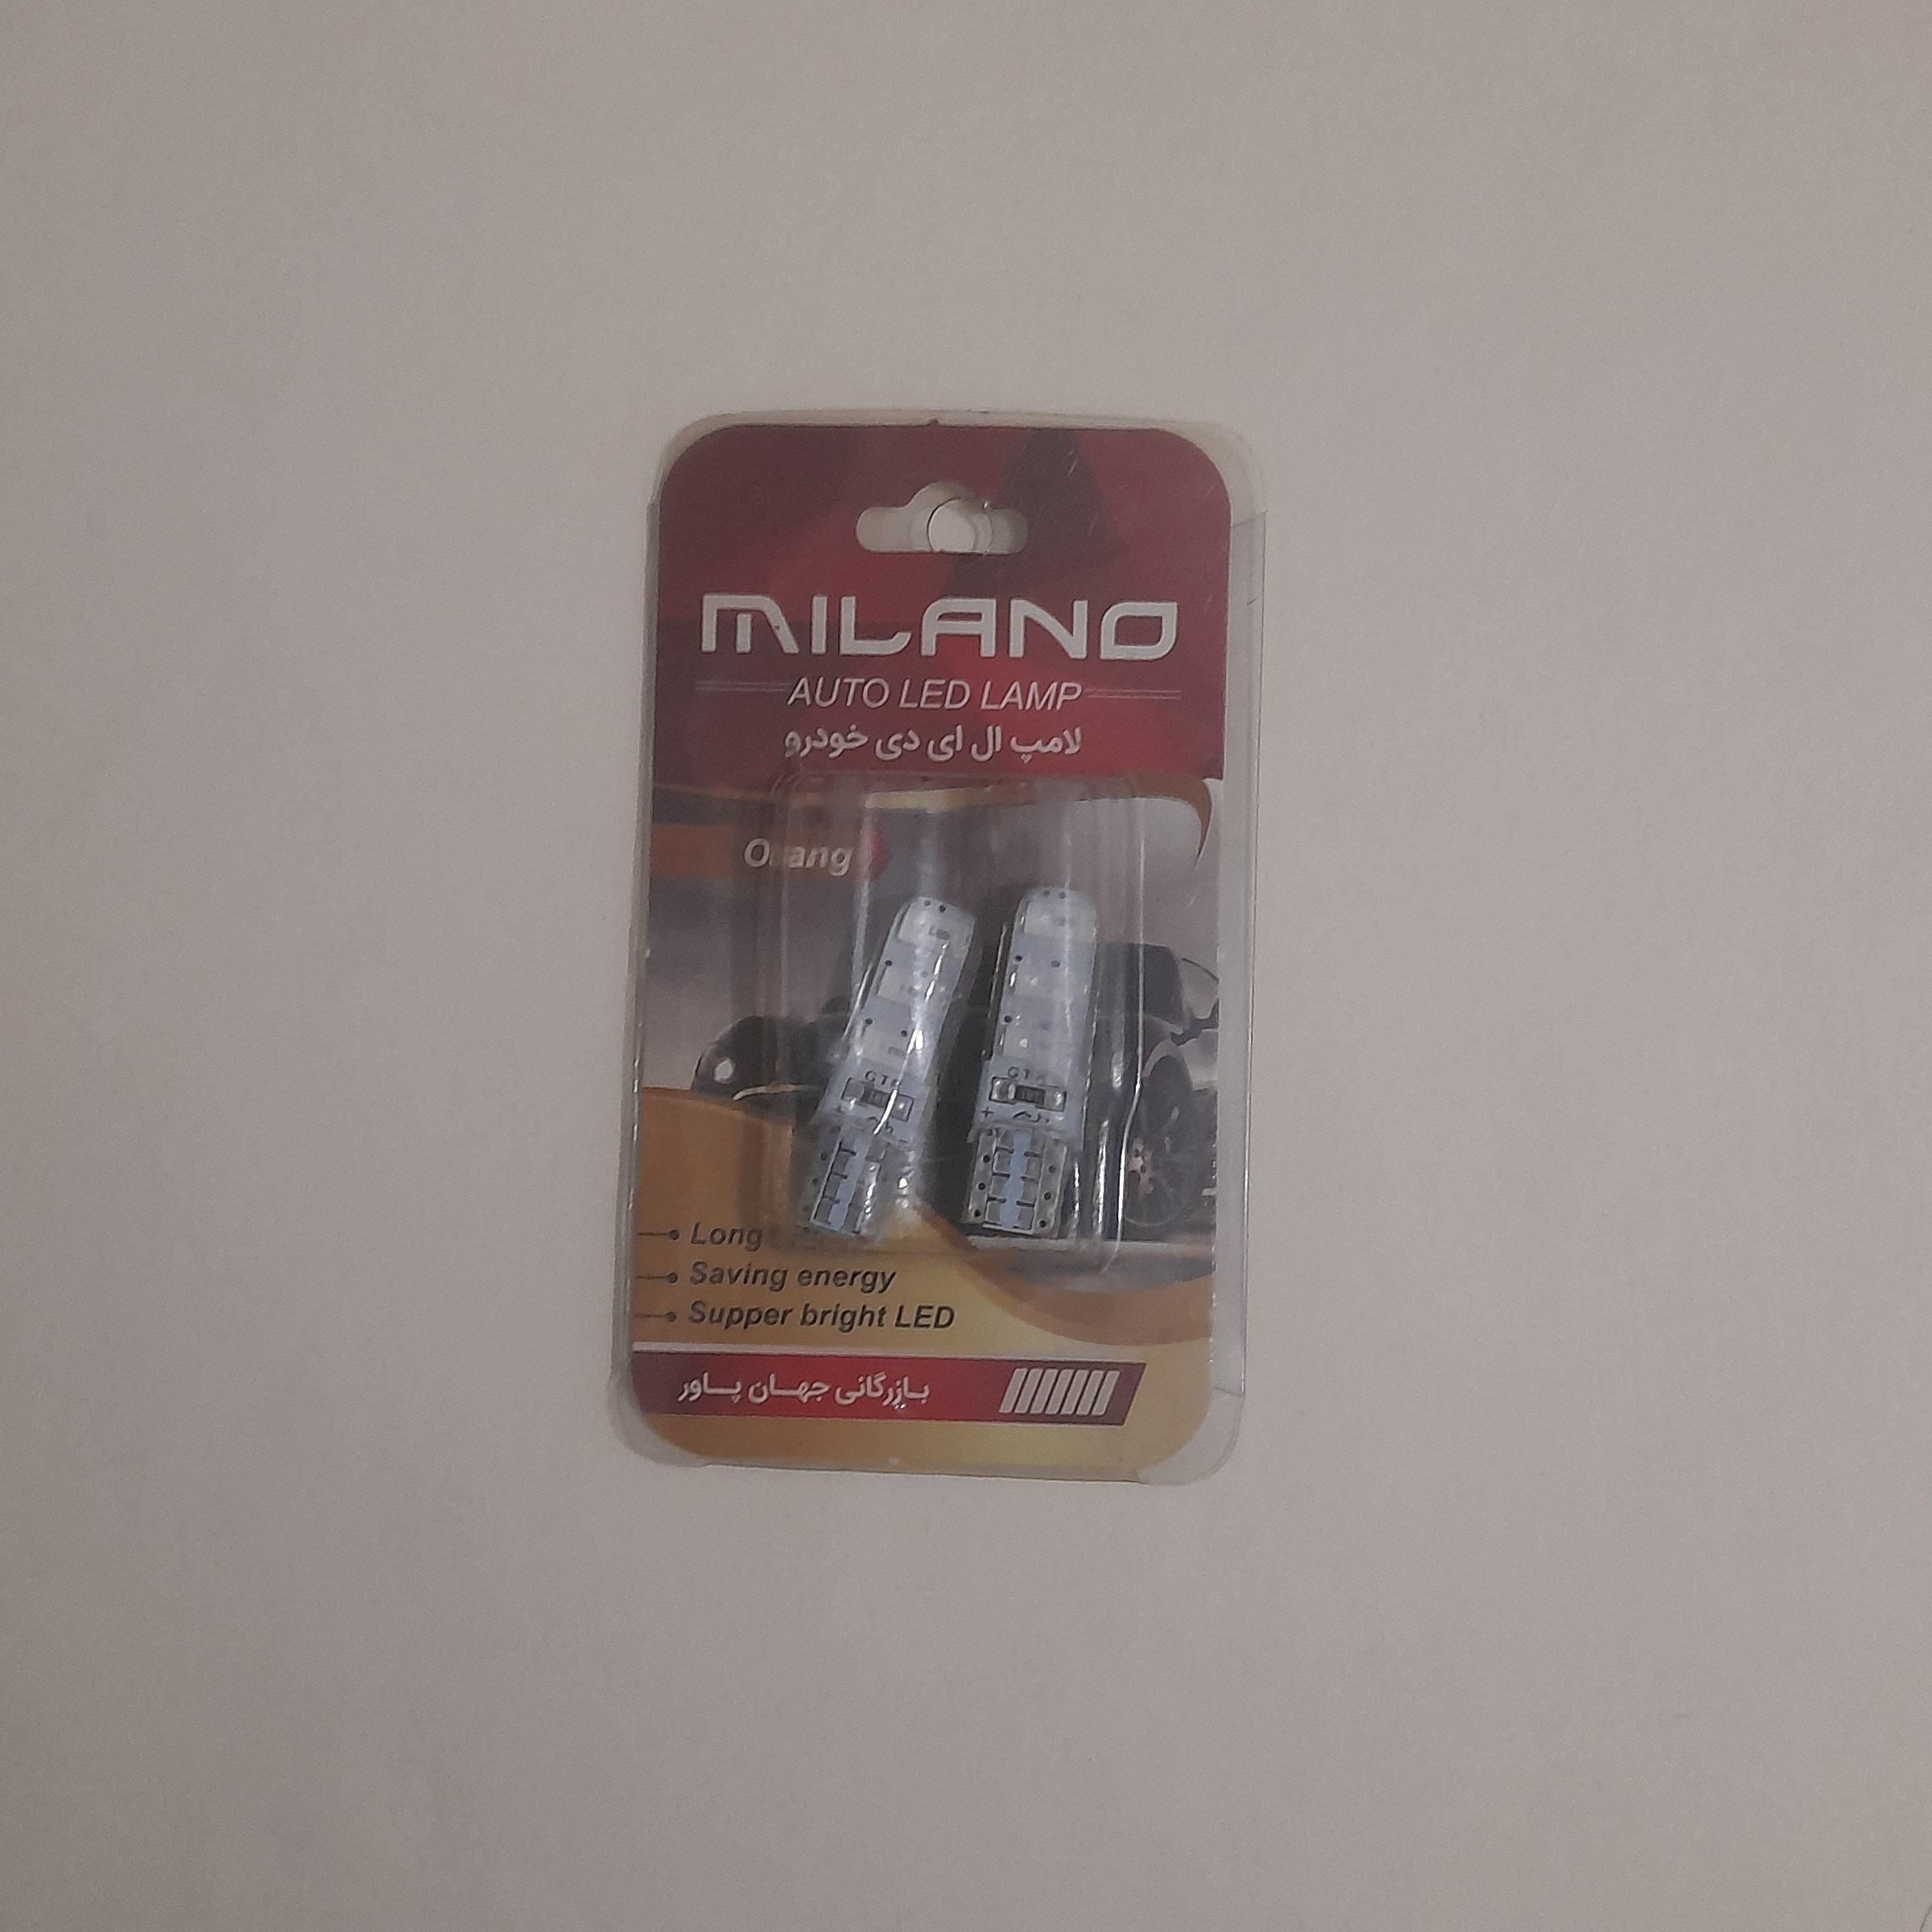 MILANO
AUTO LED LAMP
لامپ ال ای دی خودرو
Orang
Long
Saving energy
Supper bright LED
بازرگانی جهان پاور